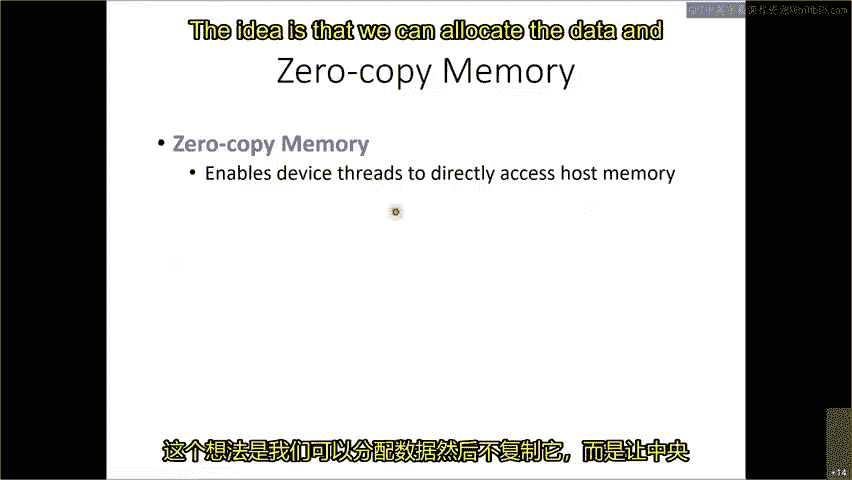 The idea is that we can allocate the data and
Zero-copy Memory
• Zero-copy Memory
• Enables device threads to directly access host memory
这个想法是我们可以分配数据然后不复制它，而是让中央
+14